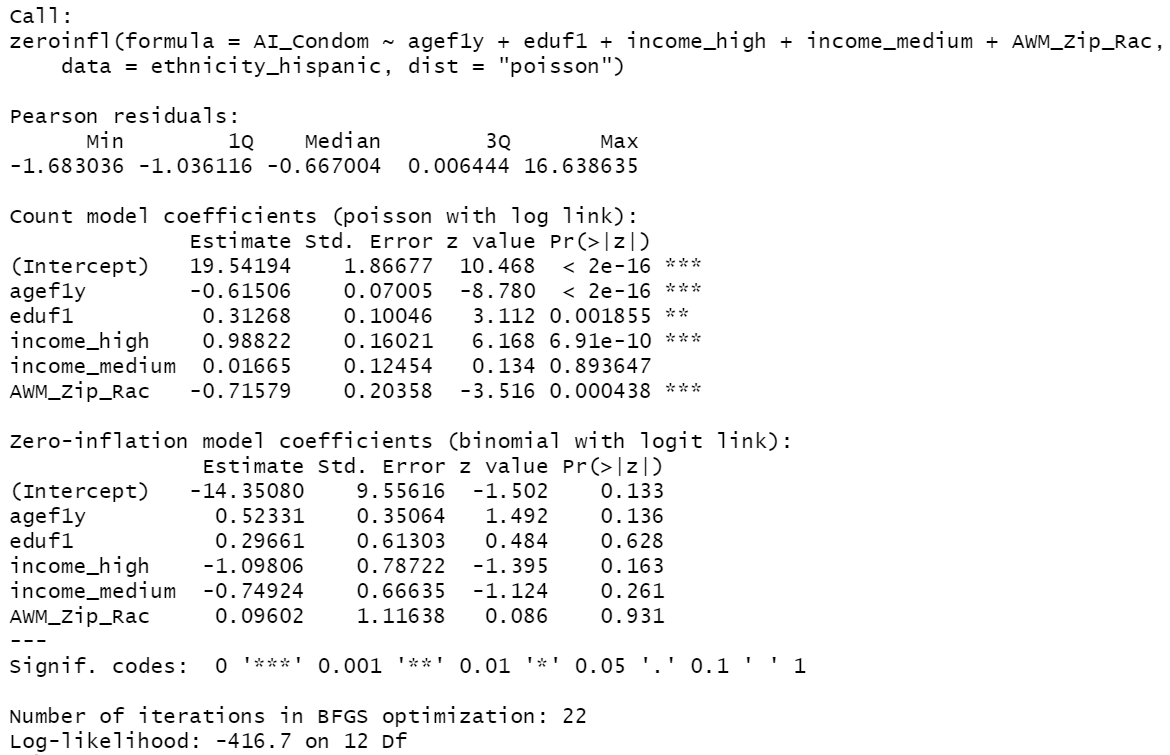 Call:
zeroinfl(formula = AI_Condom ~ agef1y + eduf1 + income_high + income_medium + AWM_Zip_Rac,
    data = ethnicity_hispanic, dist = "poisson")

Pearson residuals:
      Min        1Q    Median        3Q       Max
-1.683036 -1.036116 -0.667004  0.006444 16.638635

Count model coefficients (poisson with log link):
              Estimate Std. Error z value Pr(>|z|)
(Intercept)   19.54194    1.86677  10.468  < 2e-16 ***
agef1y        -0.61506    0.07005  -8.780  < 2e-16 ***
eduf1          0.31268    0.10046   3.112 0.001855 **
income_high    0.98822    0.16021   6.168 6.91e-10 ***
income_medium  0.01665    0.12454   0.134 0.893647
AWM_Zip_Rac   -0.71579    0.20358  -3.516 0.000438 ***

Zero-inflation model coefficients (binomial with logit link):
               Estimate Std. Error z value Pr(>|z|)
(Intercept)   -14.35080    9.55616  -1.502    0.133
agef1y          0.52331    0.35064   1.492    0.136
eduf1           0.29661    0.61303   0.484    0.628
income_high    -1.09806    0.78722  -1.395    0.163
income_medium  -0.74924    0.66635  -1.124    0.261
AWM_Zip_Rac     0.09602    1.11638   0.086    0.931
---
Signif. codes:  0 '***' 0.001 '**' 0.01 '*' 0.05 '.' 0.1 ' ' 1

Number of iterations in BFGS optimization: 22
Log-likelihood: -416.7 on 12 Df